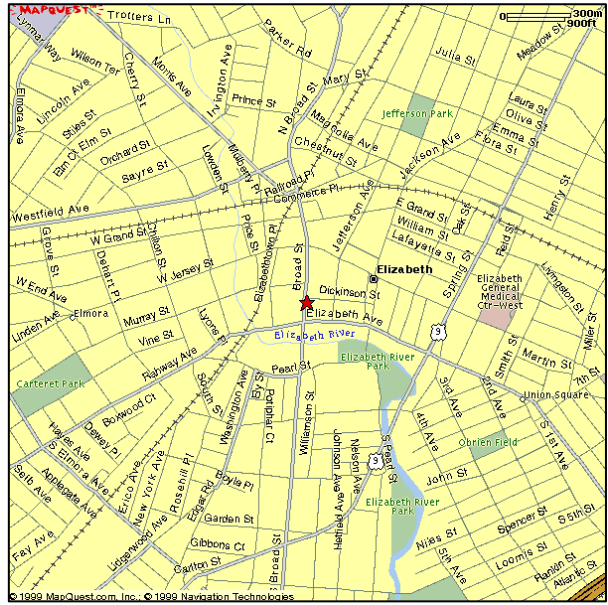 MAPQUEST
Trotters Ln
300m
900ft
0
Lynmar Way
Parker Rd
Meadow St
Wilson Ter
Cherry St
Morris Ave
Irvington Ave
N Broad St
Mary St
Julia St
Elmora Ave
Lincoln Ave
Prince St
Jefferson Park
Laura St
Olivia St
Emma St
Flora St
Stiles St
Elm Ct
Elm St
Magnolia Ave
Chestnut St
Orchard St
Sayre St
Lowden St
Mulberry Pl
Jackson Ave
Railroad Pl
Commerce Pl
Westfield Ave
Henry St
E Grand St
William St
Lafayette St
Oak St
Reid St
Grove St
W Grand St
Chilton St
Price St
Elizabethtown Pl
Broad St
Jefferson Ave
Dehart Pl
W Jersey St
Elizabeth
Spring St
Elizabeth
General
Medical
Ctr-West
Livingston St
W End Ava
Dickinson St
Linden Ave
Elmora
Murray St
Lyons Pl
Elizabeth Ave
Miller St
Vine St
Elizabeth River
9
Rahway Ave
Elizabeth River
Park
Smith St
Martin St
Pearl St
7th St
Carteret Park
South St
Washington Ave
Ely St
Potiphar Ct
3rd Ave
2nd Ave
Union Square
Boxwood Ct
Williamson St
4th Ave
S 1st Ave
Hayes Ave
Dewey Pl
S Elmora Ave
Johnson Ave
Nelson Ave
S Pearl St
Obrien Field
Selb Ave
Applegate Ave
Erico Ave
New York Ave
Rosehill Pl
Boyle Pl
9
John St
Edgar Rd
Hetfield Ave
Elizabeth River
Park
Garden St
Spencer St
S 5th St
Fay Ave
Lidgerwood Ave
Gibbons Ct
Niles St
Loomis St
Carlton St
S Broad St
5th Ave
Rankin St
Atlantic St
© 1999 MapQuest.com, Inc.; © 1999 Navigation Technologies